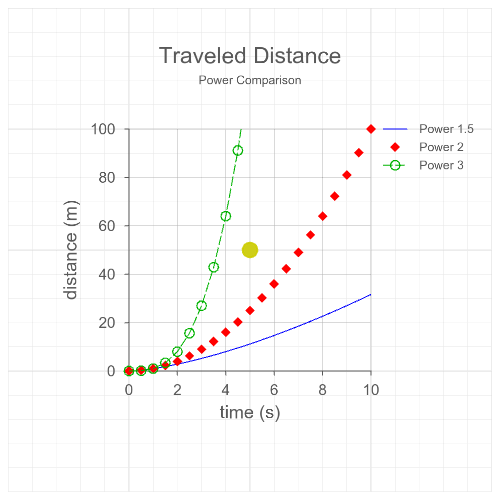 Traveled Distance
Power Comparison
Power 1.5
Power 2
Power 3
distance (m)
100
80
60
40
20
0
0 2 4 6 8 10
time (s)